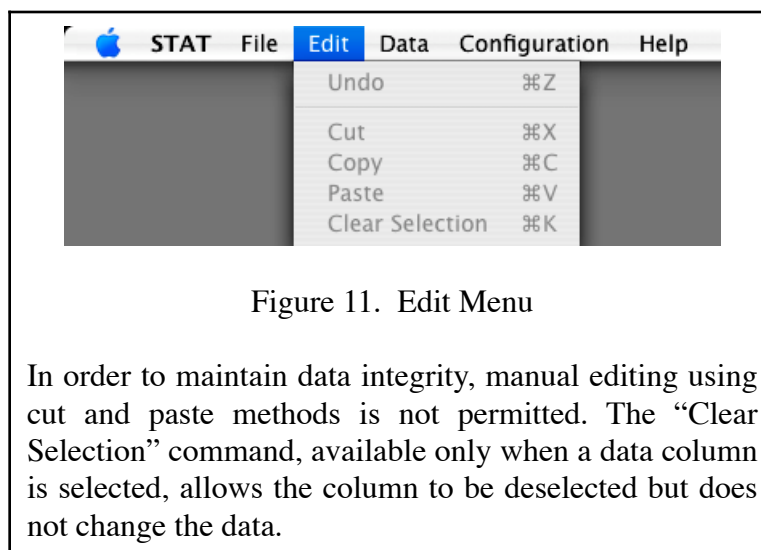 STAT File Edit Data Configuration Help
Undo ⌘Z
Cut ⌘X
Copy ⌘C
Paste ⌘V
Clear Selection ⌘K
Figure 11. Edit Menu
In order to maintain data integrity, manual editing using
cut and paste methods is not permitted. The “Clear
Selection” command, available only when a data column
is selected, allows the column to be deselected but does
not change the data.